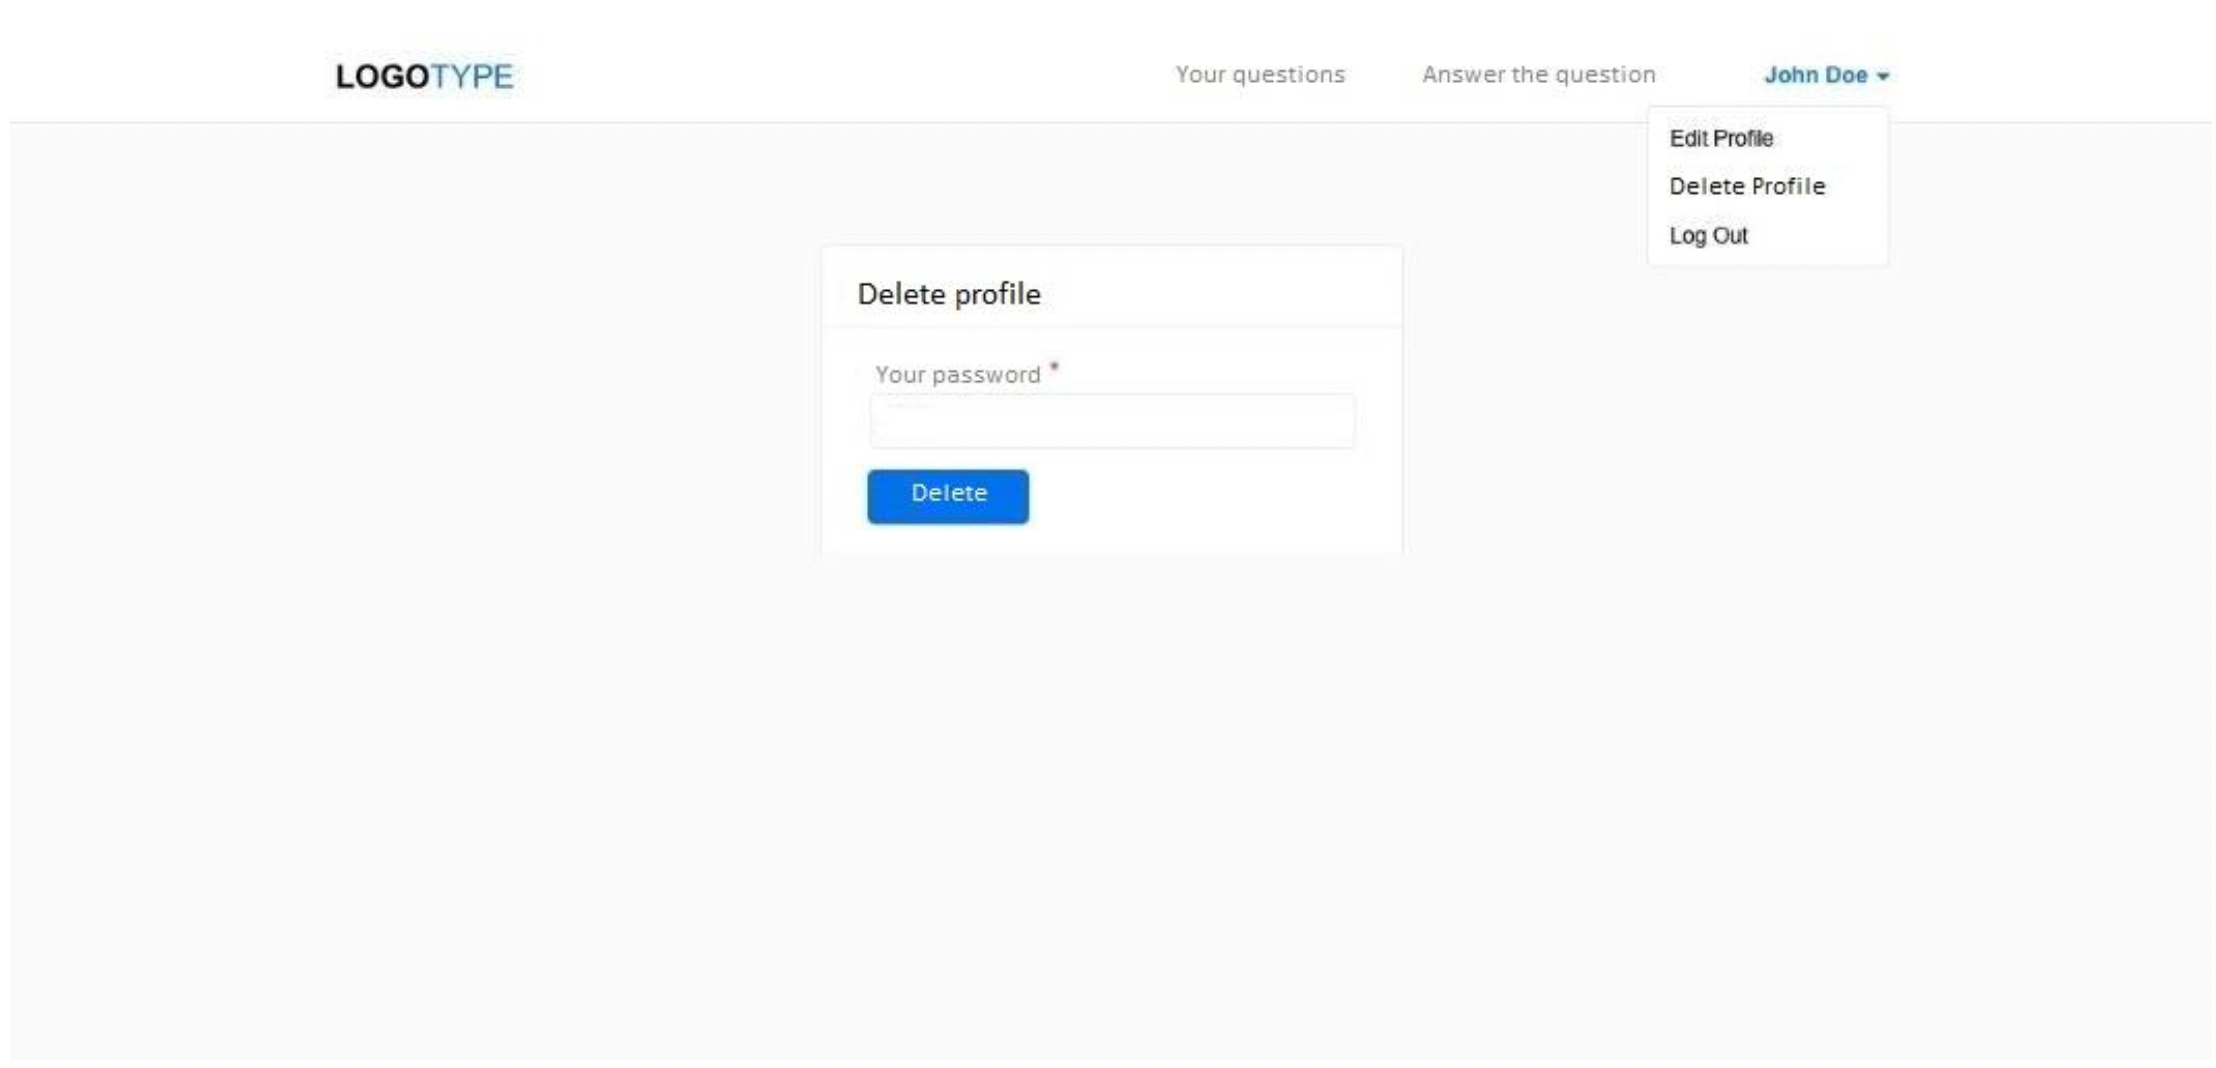 LOGOTYPE
Your questions
Answer the question
John Doe
Edit Profile
Delete Profile
Log Out
Delete profile
Your password *
Delete